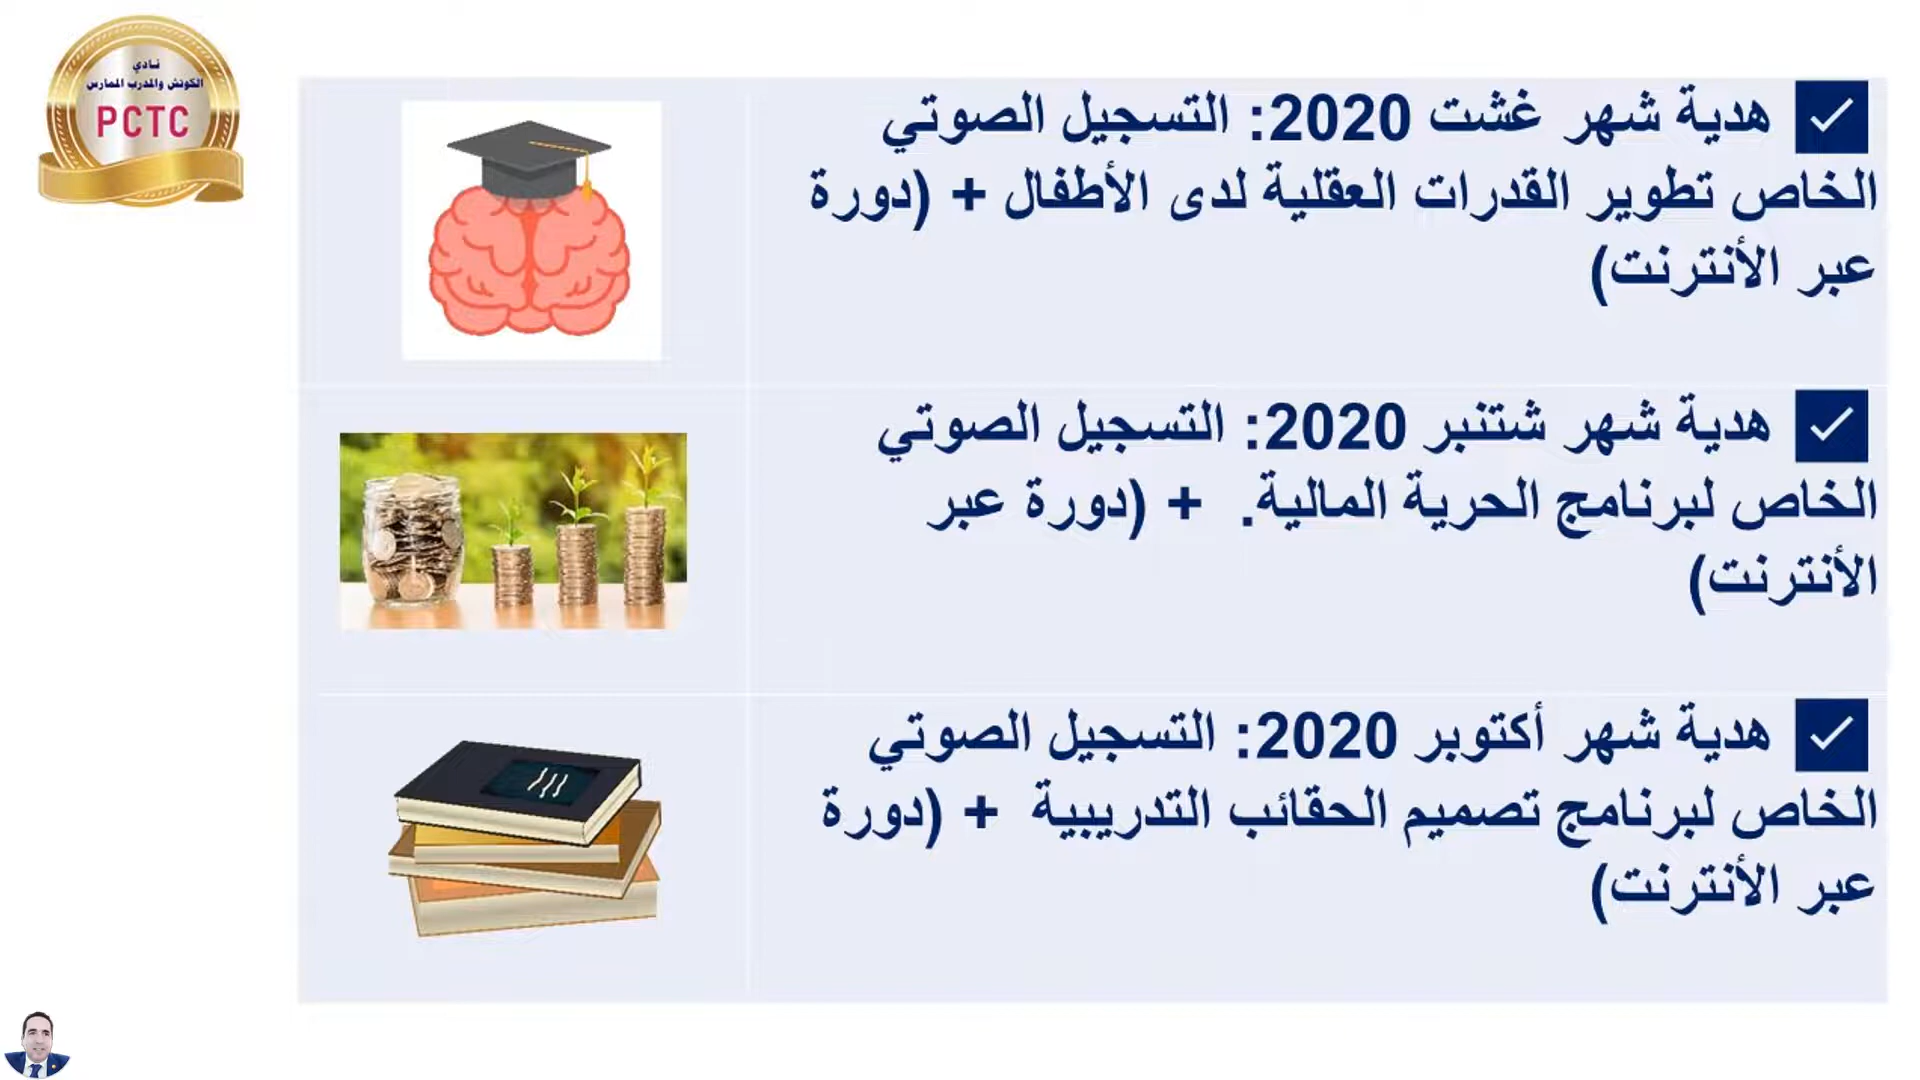 نادي
الكوتش والمدرب الممارس
PCTC
هدية شهر غشت 2020: التسجيل الصوتي
الخاص تطوير القدرات العقلية لدى الأطفال + (دورة
عبر الأنترنت)
هدية شهر شتنبر 2020: التسجيل الصوتي
الخاص لبرنامج الحرية المالية. + (دورة عبر
الأنترنت)
هدية شهر أكتوبر 2020: التسجيل الصوتي
الخاص لبرنامج تصميم الحقائب التدريبية + (دورة
عبر الأنترنت)